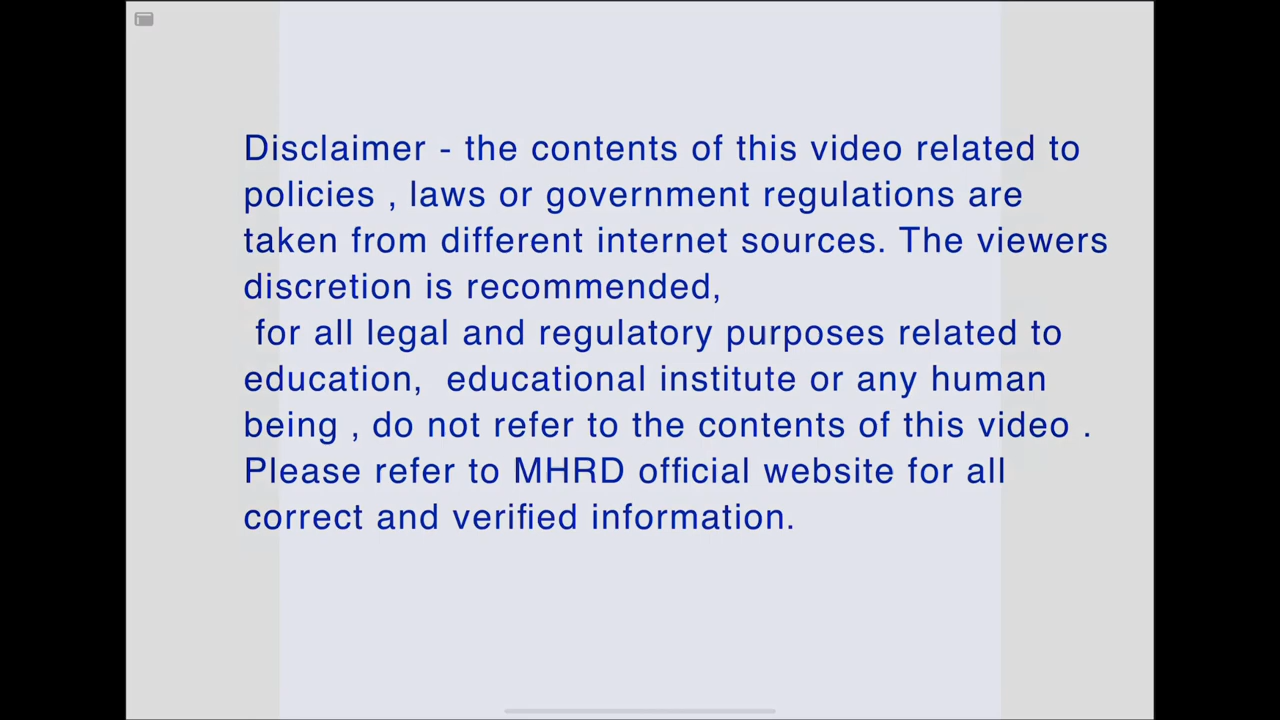 Disclaimer - the contents of this video related to
policies , laws or government regulations are
taken from different internet sources. The viewers
discretion is recommended,
for all legal and regulatory purposes related to
education,  educational institute or any human
being , do not refer to the contents of this video .
Please refer to MHRD official website for all
correct and verified information.